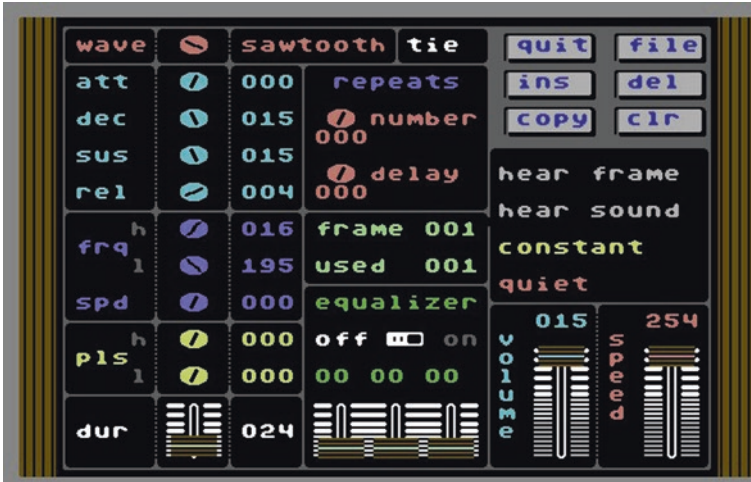 wave sawtooth tie
quit file
att 000 repeats
ins del
dec 015 number
000
copy clr
sus 015
delay
rel 004 000
hear frame
hear sound
h 016 frame 001
frq
l 195 used 001
constant
quiet
spd 000 equalizer
015 254
h 000 off on
pls
l 000 00 00 00
volume
speed
dur 024